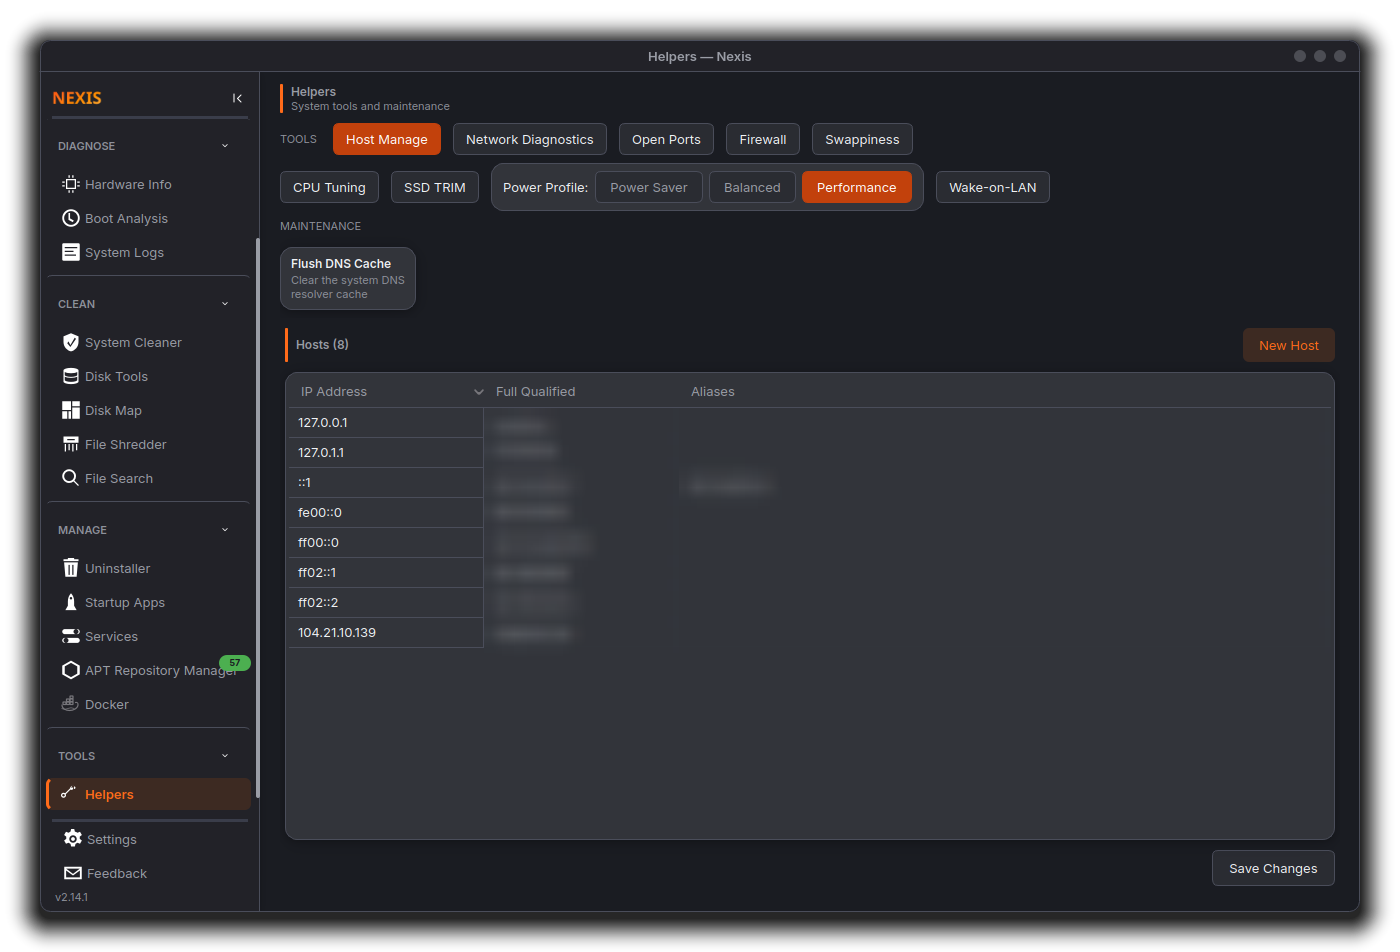 Helpers — Nexis
NEXIS
DIAGNOSE
Hardware Info
Boot Analysis
System Logs
CLEAN
System Cleaner
Disk Tools
Disk Map
File Shredder
File Search
MANAGE
Uninstaller
Startup Apps
Services
APT Repository Manager
57
Docker
TOOLS
Helpers
Settings
Feedback
v2.14.1
Helpers
System tools and maintenance
TOOLS Host Manage Network Diagnostics Open Ports Firewall Swappiness
CPU Tuning SSD TRIM Power Profile: Power Saver Balanced Performance Wake-on-LAN
MAINTENANCE
Flush DNS Cache
Clear the system DNS
resolver cache
Hosts (8) New Host
IP Address Full Qualified Aliases
127.0.0.1
127.0.1.1
::1
fe00::0
ff00::0
ff02::1
ff02::2
104.21.10.139
Save Changes